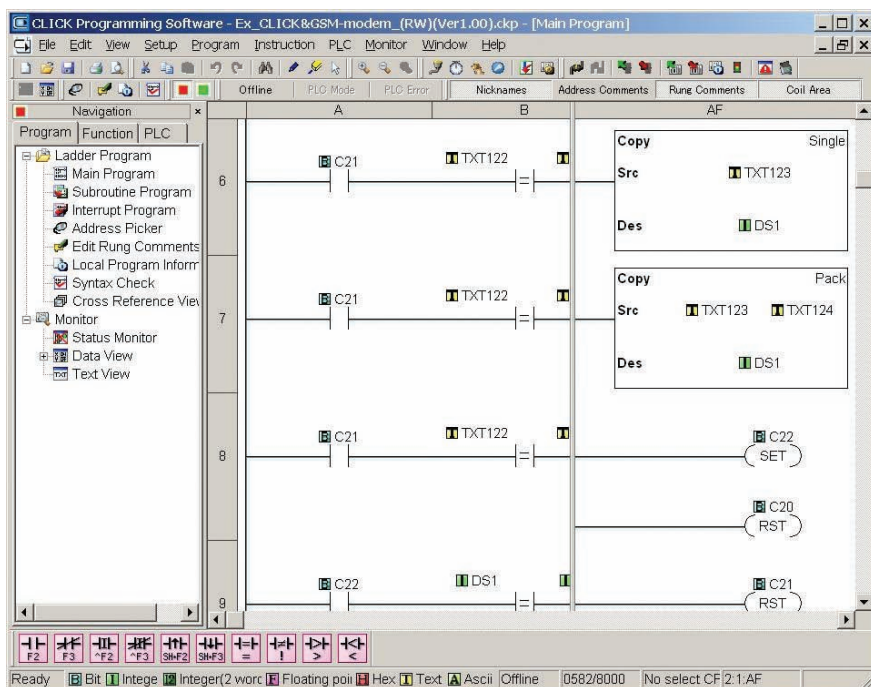 CLICK Programming Software - Ex_CLICK&GSM-modem_(RW)(Ver1.00).ckp - [Main Program]
File Edit View Setup Program Instruction PLC Monitor Window Help
Offline PLC Mode PLC Error Nicknames Address Comments Rung Comments Coil Area
Navigation
Program Function PLC
Ladder Program
Main Program
Subroutine Program
Interrupt Program
Address Picker
Edit Rung Comments
Local Program Inform
Syntax Check
Cross Reference View
Monitor
Status Monitor
Data View
Text View
A B AF
6
C21 TXT122
Copy Single
Src TXT123
Des DS1
7
C21 TXT122
Copy Pack
Src TXT123 TXT124
Des DS1
8
C21 TXT122
C22
SET
C20
RST
9
C22 DS1
C21
RST
F2 F3 ^F2 ^F3 SH+F2 SH+F3 = ! > <
Ready B Bit I Intege I2 Integer(2 worc F Floating poii H Hex T Text A Ascii Offline 0582/8000 No select CF 2:1:AF